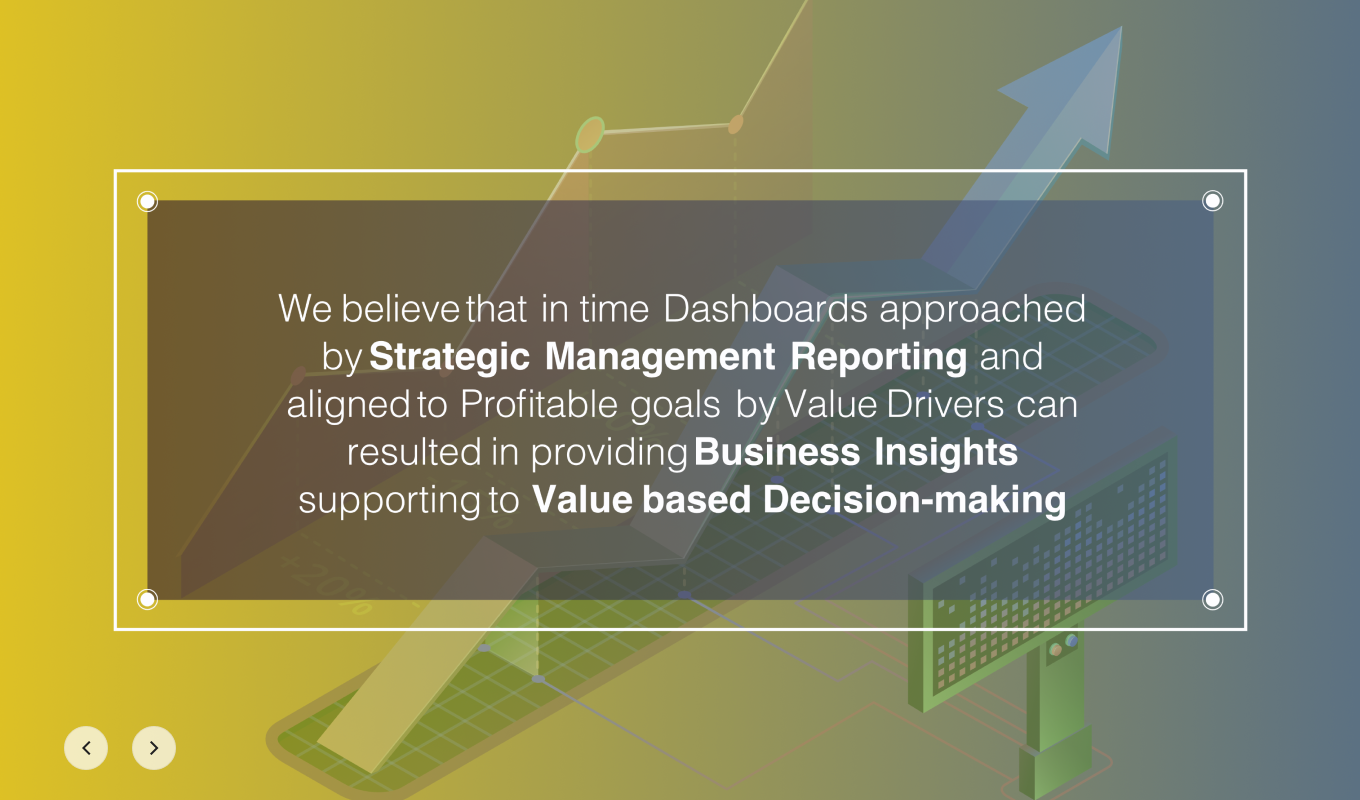 We believe that in time Dashboards approached
by Strategic Management Reporting and
aligned to Profitable goals by Value Drivers can
resulted in providing Business Insights
supporting to Value based Decision-making
+20%